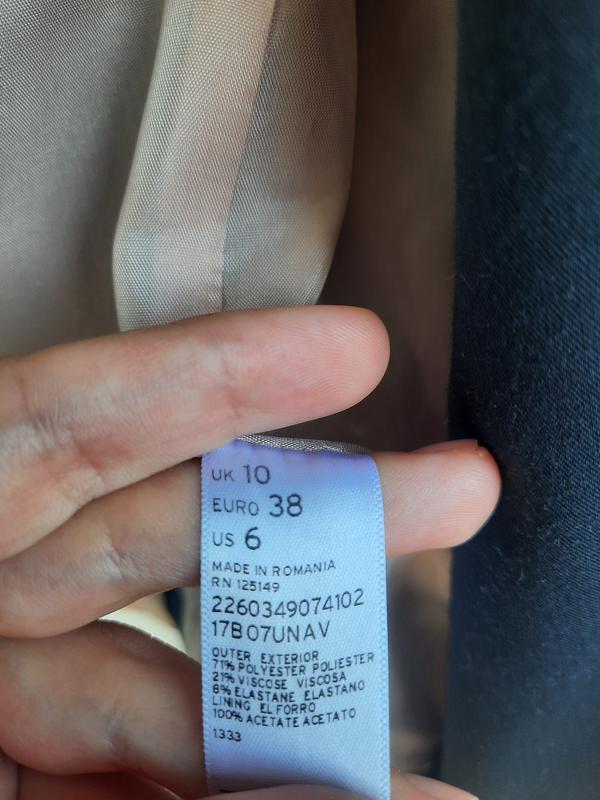 UK 10
EURO 38
US 6
MADE IN ROMANIA
RN 125149
2260349074102
17B07UNAV
OUTER EXTERIOR
71% POLYESTER POLIESTER
21% VISCOSE VISCOSA
8% ELASTANE ELASTANO
LINING EL FORRO
100% ACETATE ACETATO
1333